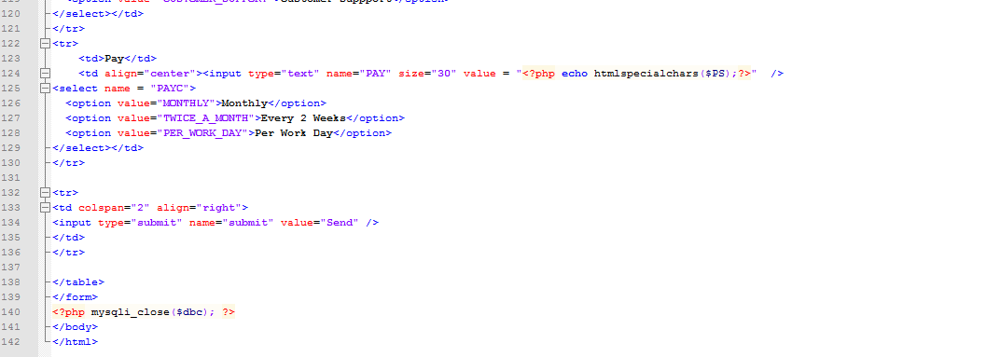 120 </select></td>
121 </tr>
122 <tr>
123 <td>Pay</td>
124 <td align="center"><input type="text" name="PAY" size="30" value = "<?php echo htmlspecialchars($PS);?>" />
125 <select name = "PAYC">
126 <option value="MONTHLY">Monthly</option>
127 <option value="TWICE_A_MONTH">Every 2 Weeks</option>
128 <option value="PER_WORK_DAY">Per Work Day</option>
129 </select></td>
130 </tr>
131
132 <tr>
133 <td colspan="2" align="right">
134 <input type="submit" name="submit" value="Send" />
135 </td>
136 </tr>
137
138 </table>
139 </form>
140 <?php mysqli_close($dbc); ?>
141 </body>
142 </html>